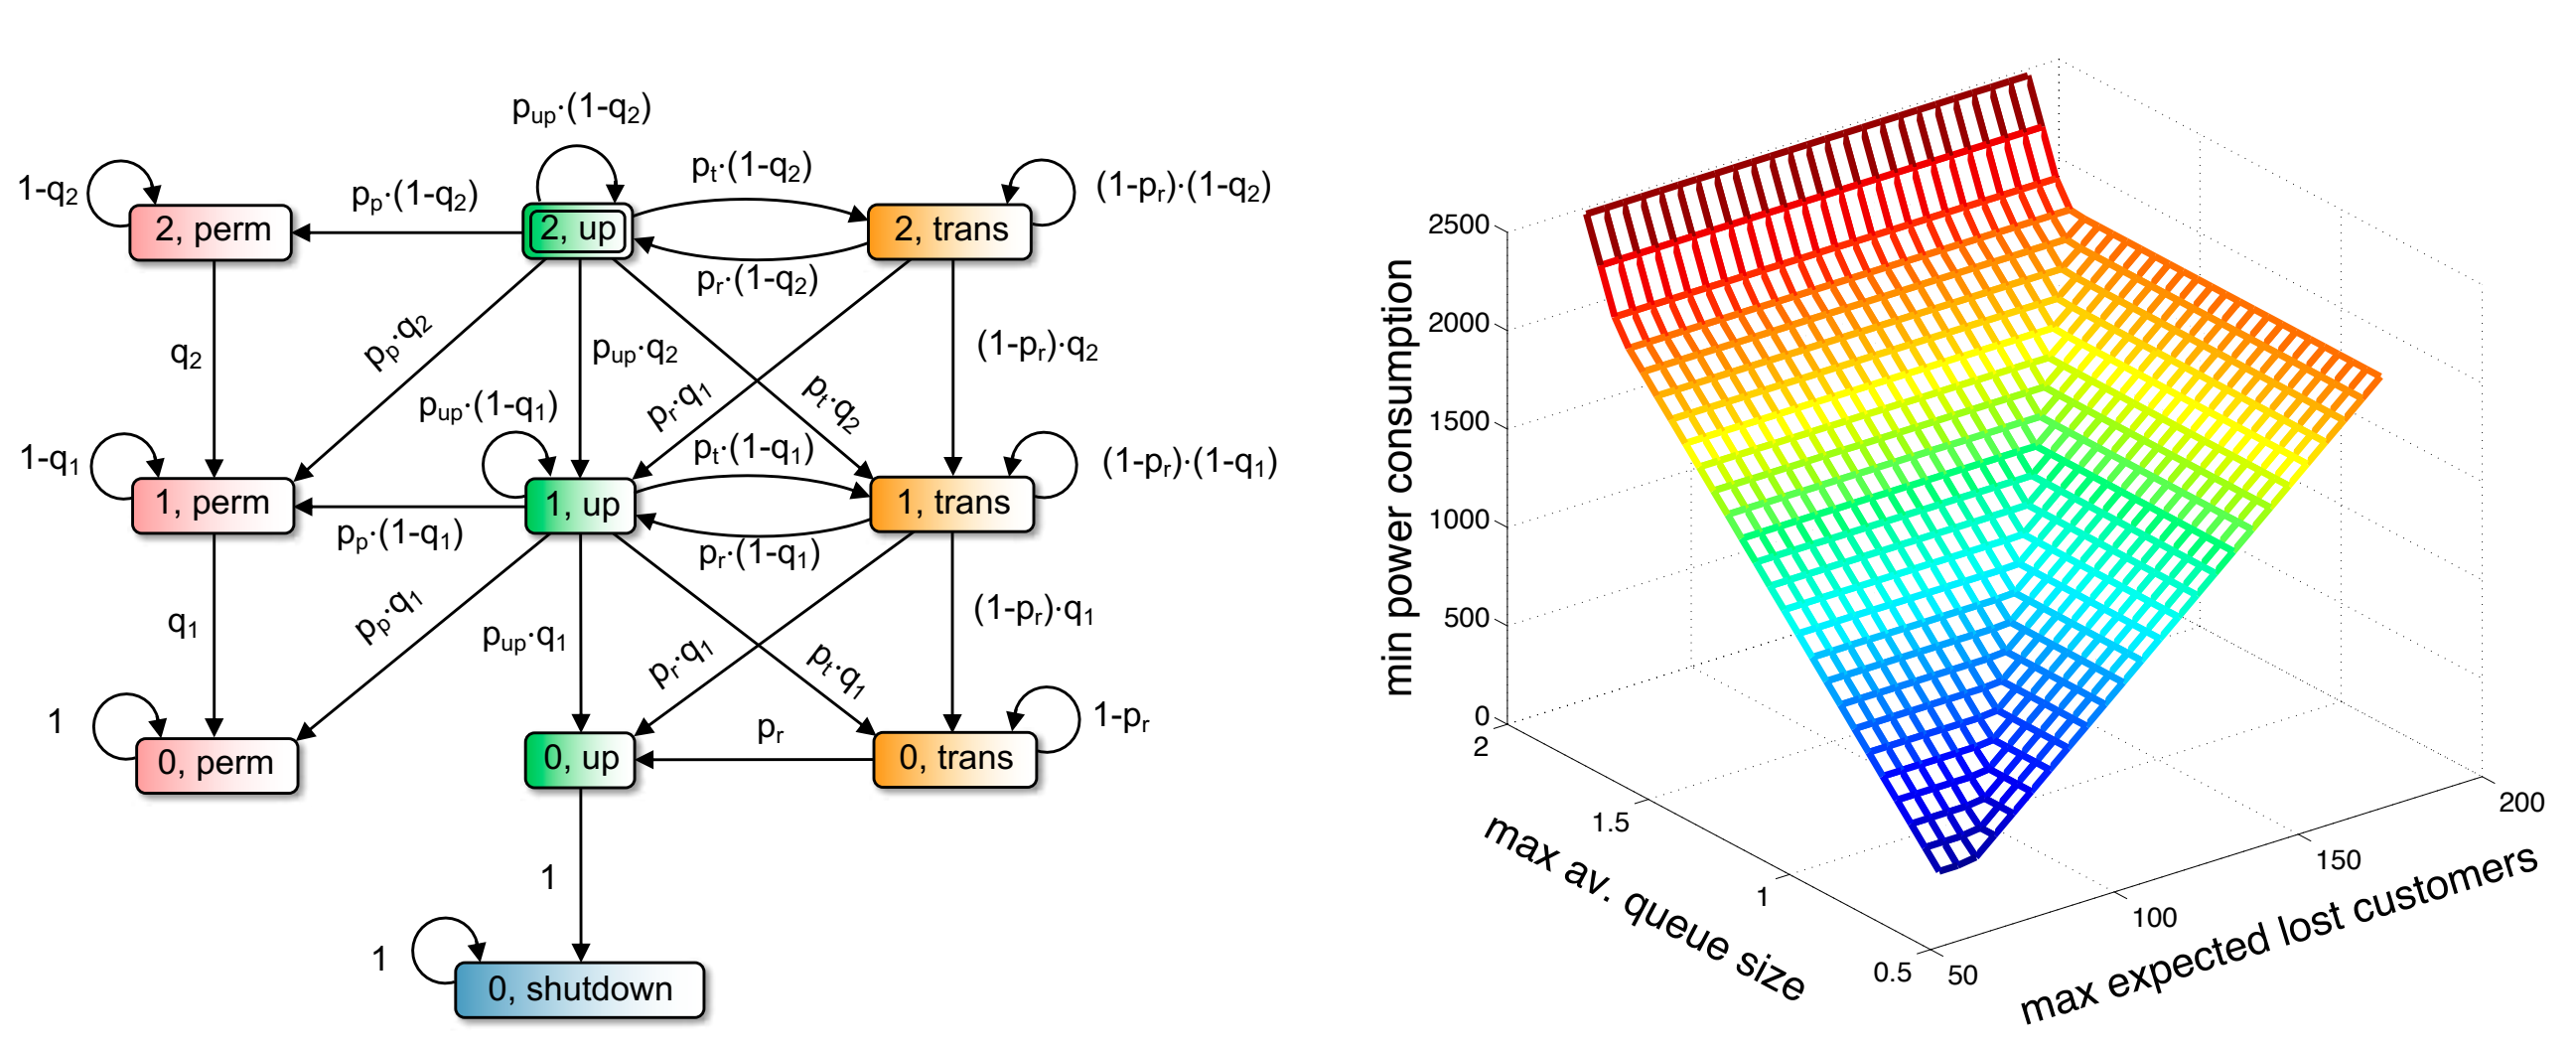 pup·(1-q2)
1-q2
pp·(1-q2)
pt·(1-q2)
(1-pr)·(1-q2)
2, perm
2, up
2, trans
pr·(1-q2)
q2
pp·q2
pup·q2
pr·q1
pt·q2
(1-pr)·q2
pup·(1-q1)
1-q1
pt·(1-q1)
(1-pr)·(1-q1)
1, perm
1, up
1, trans
pp·(1-q1)
pr·(1-q1)
q1
pp·q1
pup·q1
pr·q1
pt·q1
(1-pr)·q1
1
pr
1-pr
0, perm
0, up
0, trans
1
1
0, shutdown
min power consumption
2500
2000
1500
1000
500
0
2
1.5
1
0.5
max av. queue size
50
100
150
200
max expected lost customers